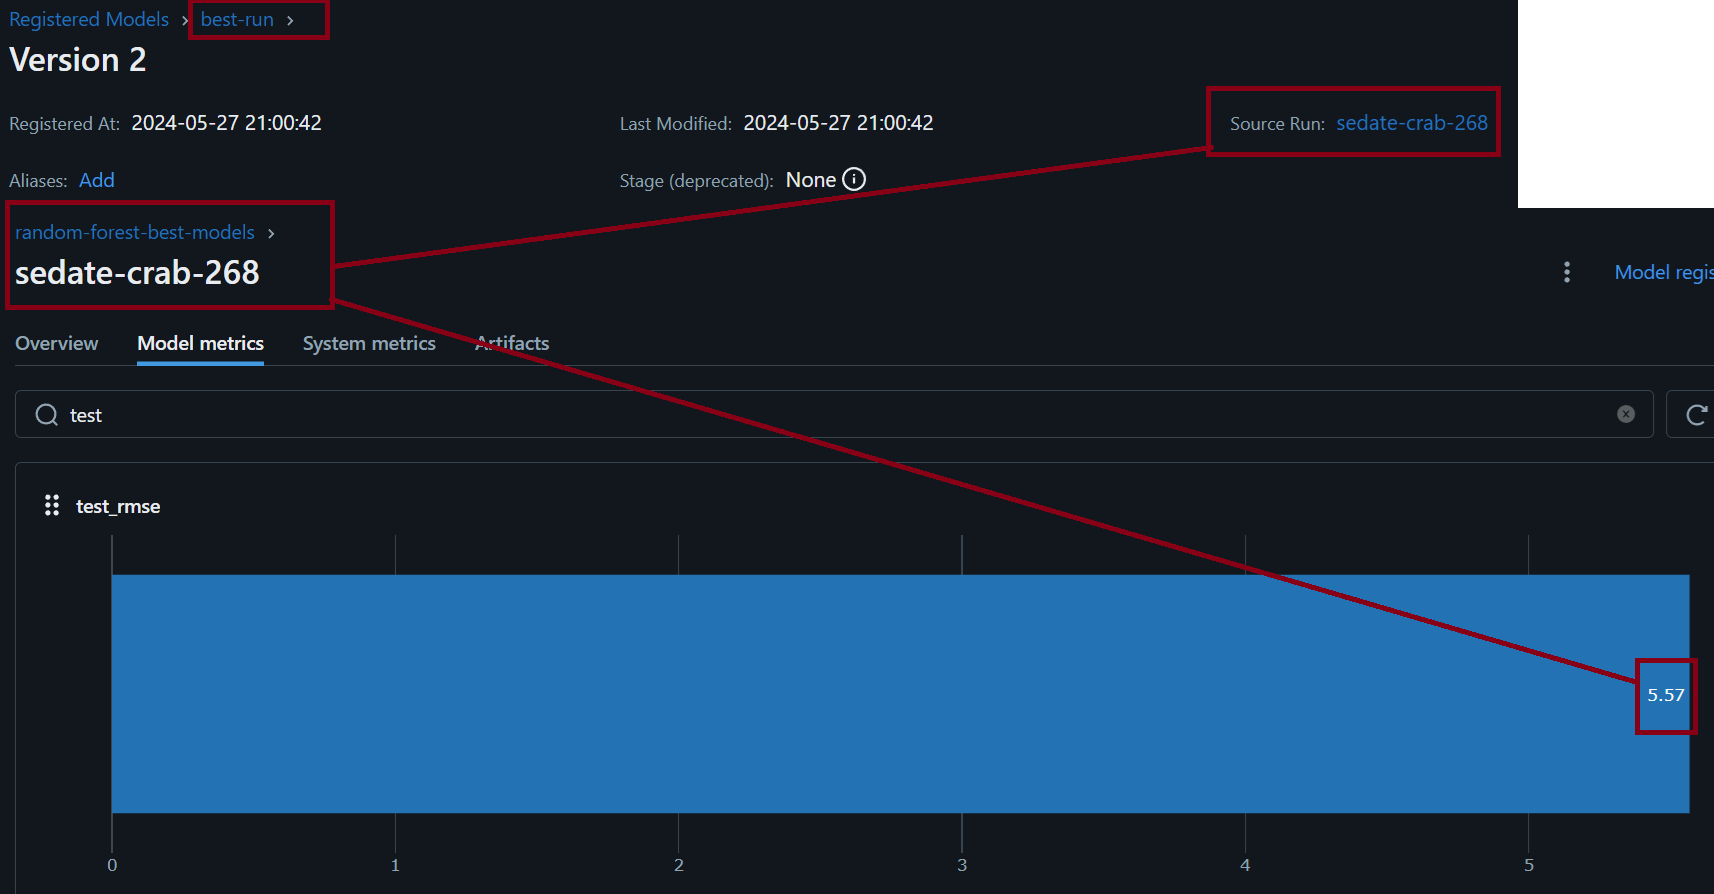 Registered Models › best-run ›
Version 2
Registered At: 2024-05-27 21:00:42
Last Modified: 2024-05-27 21:00:42
Source Run: sedate-crab-268
Aliases: Add
Stage (deprecated): None
random-forest-best-models ›
sedate-crab-268
Model regis
Overview Model metrics System metrics Artifacts
test
test_rmse
5.57
0 1 2 3 4 5